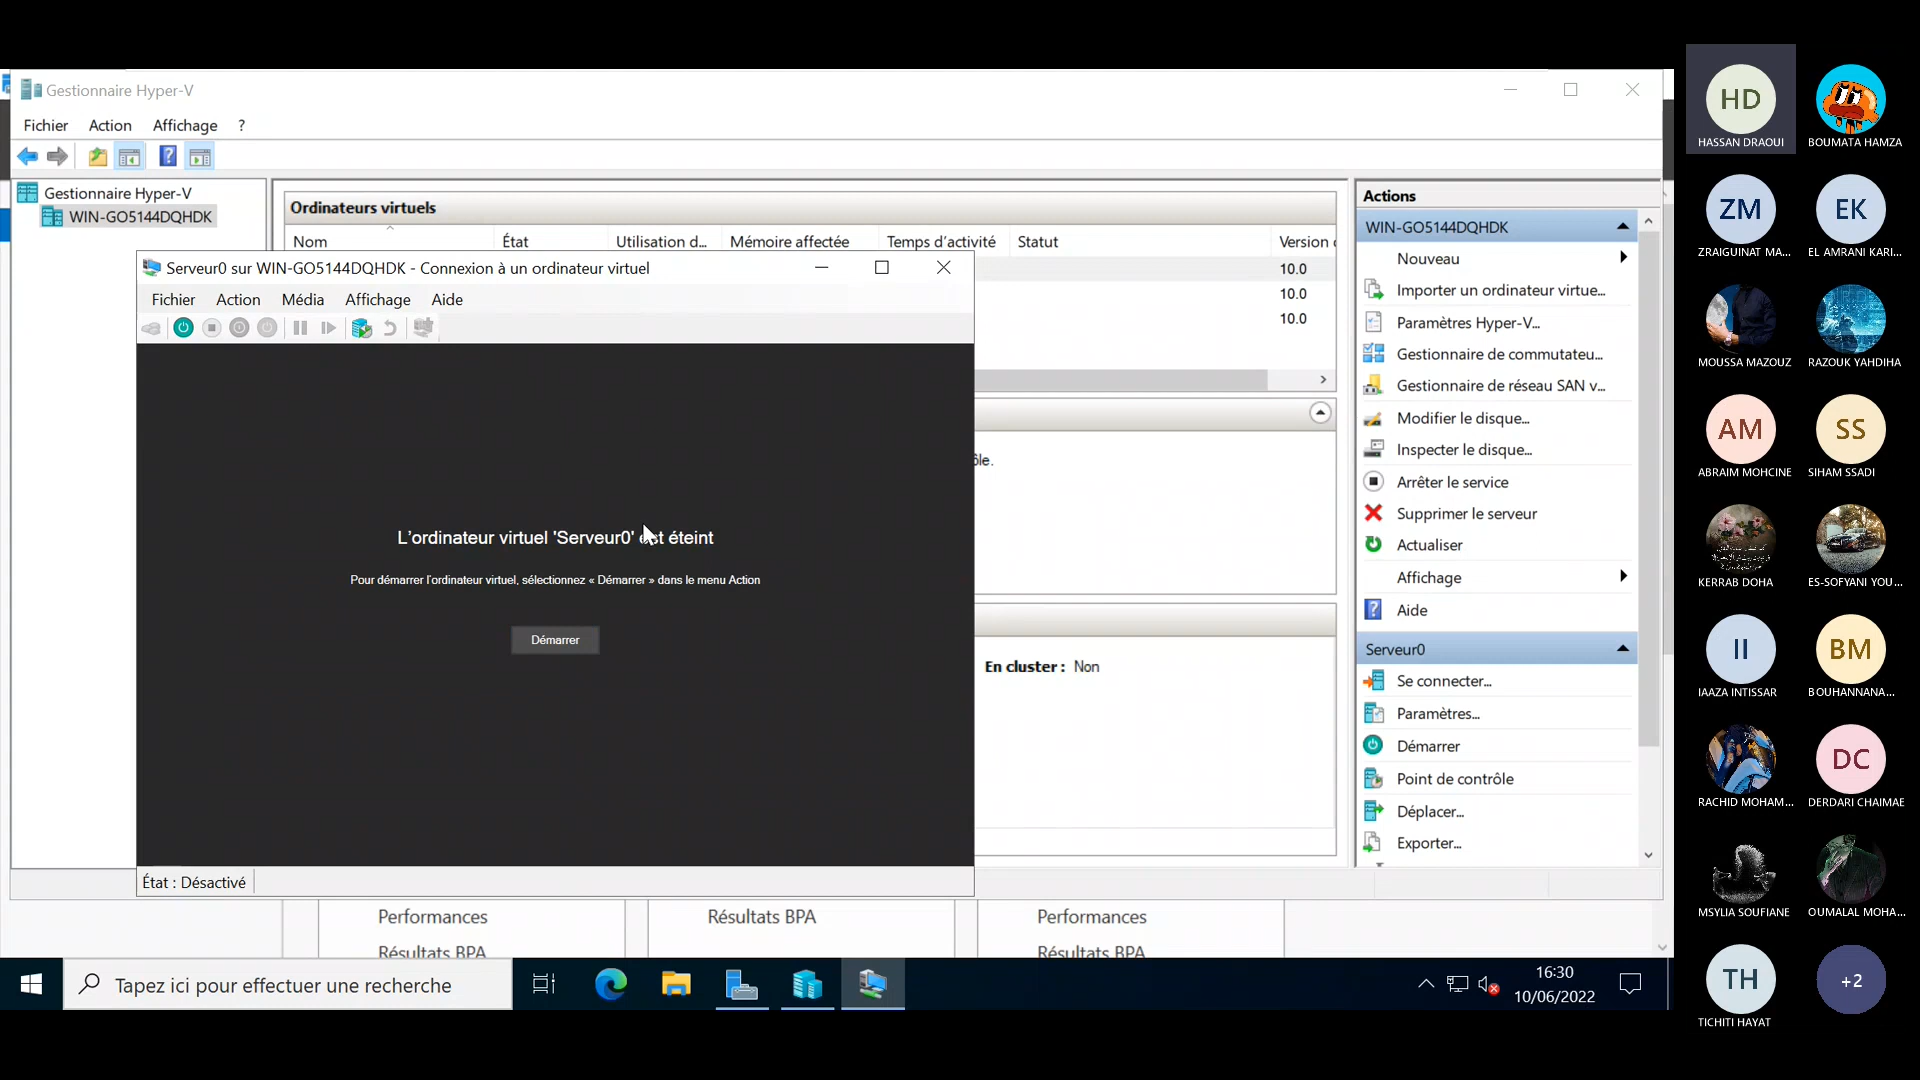 Gestionnaire Hyper-V
Fichier Action Affichage ?
Gestionnaire Hyper-V
WIN-GO5144DQHDK
Ordinateurs virtuels
Nom État Utilisation d... Mémoire affectée Temps d'activité Statut Version
10.0
10.0
10.0
En cluster : Non
Serveur0 sur WIN-GO5144DQHDK - Connexion à un ordinateur virtuel
Fichier Action Média Affichage Aide
L'ordinateur virtuel 'Serveur0' est éteint
Pour démarrer l'ordinateur virtuel, sélectionnez « Démarrer » dans le menu Action
Démarrer
État : Désactivé
Actions
WIN-GO5144DQHDK
Nouveau
Importer un ordinateur virtue...
Paramètres Hyper-V...
Gestionnaire de commutateu...
Gestionnaire de réseau SAN v...
Modifier le disque...
Inspecter le disque...
Arrêter le service
Supprimer le serveur
Actualiser
Affichage
Aide
Serveur0
Se connecter...
Paramètres...
Démarrer
Point de contrôle
Déplacer...
Exporter...
Performances Résultats BPA Performances
Résultats BPA Résultats BPA
Tapez ici pour effectuer une recherche
16:30
10/06/2022
HD
HASSAN DRAOUI
BOUMATA HAMZA
ZM
ZRAIGUINAT MA...
EK
EL AMRANI KARI...
MOUSSA MAZOUZ
RAZOUK YAHDIHA
AM
ABRAIM MOHCINE
SS
SIHAM SSADI
KERRAB DOHA
ES-SOFYANI YOU...
II
IAAZA INTISSAR
BM
BOUHANNANA...
RACHID MOHAM...
DC
DERDARI CHAIMAE
MSYLIA SOUFIANE
OUMALAL MOHA...
TH
TICHITI HAYAT
+2